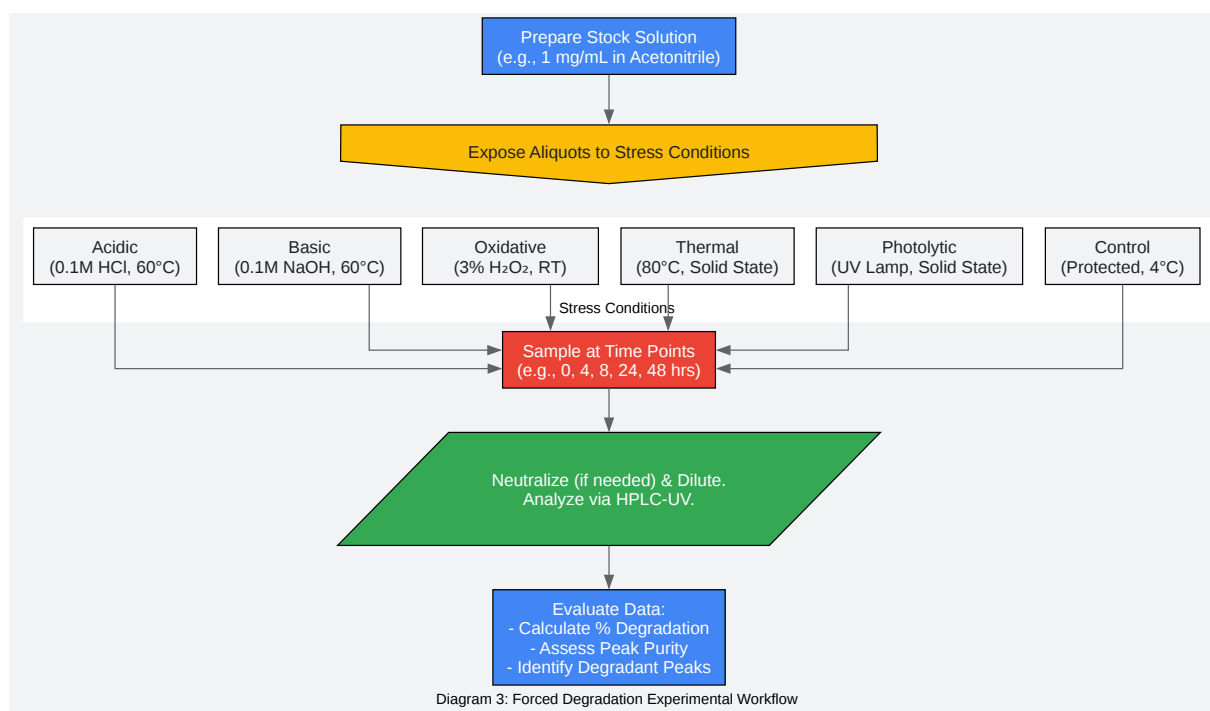 Prepare Stock Solution
(e.g., 1 mg/mL in Acetonitrile)
Expose Aliquots to Stress Conditions
Acidic
(0.1M HCl, 60°C)
Basic
(0.1M NaOH, 60°C)
Oxidative
(3% H₂O₂, RT)
Thermal
(80°C, Solid State)
Photolytic
(UV Lamp, Solid State)
Control
(Protected, 4°C)
Stress Conditions
Sample at Time Points
(e.g., 0, 4, 8, 24, 48 hrs)
Neutralize (if needed) & Dilute.
Analyze via HPLC-UV.
Evaluate Data:
- Calculate % Degradation
- Assess Peak Purity
- Identify Degradant Peaks
Diagram 3: Forced Degradation Experimental Workflow